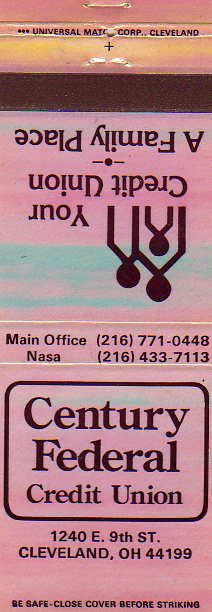 ••• UNIVERSAL MATCH CORP., CLEVELAND
Your
Credit Union
A Family Place
Main Office (216) 771-0448
Nasa (216) 433-7113
Century
Federal
Credit Union
1240 E. 9th ST.
CLEVELAND, OH 44199
BE SAFE-CLOSE COVER BEFORE STRIKING